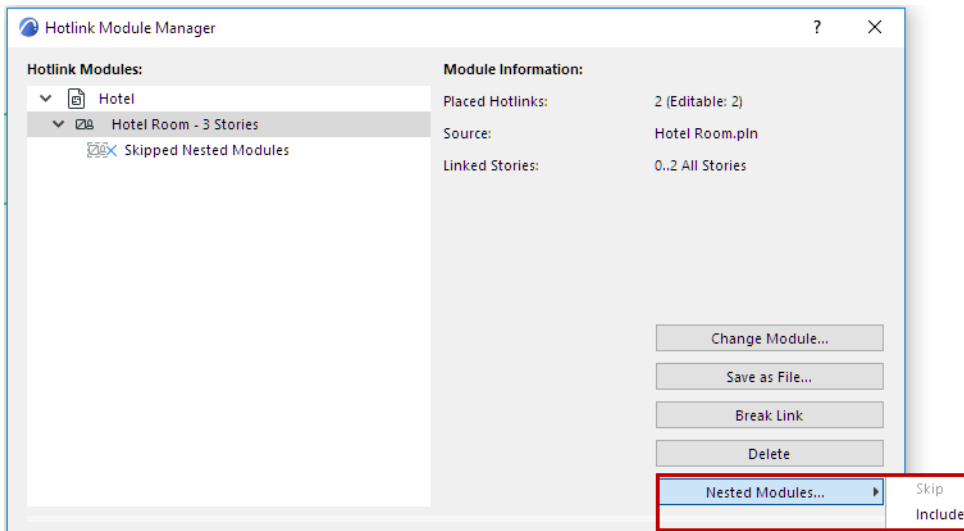 Hotlink Module Manager
?
Hotlink Modules:
Hotel
Hotel Room - 3 Stories
Skipped Nested Modules
Module Information:
Placed Hotlinks: 2 (Editable: 2)
Source: Hotel Room.pln
Linked Stories: 0..2 All Stories
Change Module...
Save as File...
Break Link
Delete
Nested Modules...
Skip
Include